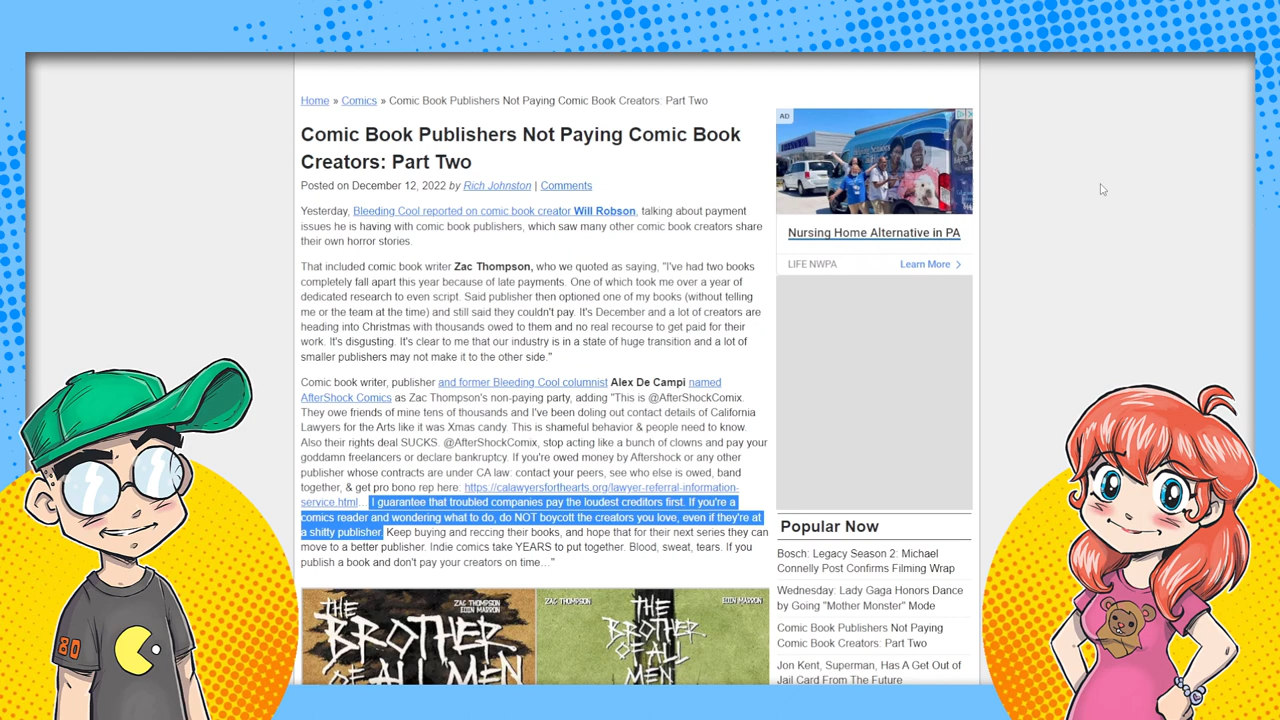 Home » Comics » Comic Book Publishers Not Paying Comic Book Creators: Part Two
Comic Book Publishers Not Paying Comic Book
Creators: Part Two
Posted on December 12, 2022 by Rich Johnston | Comments
Yesterday, Bleeding Cool reported on comic book creator Will Robson, talking about payment
issues he is having with comic book publishers, which saw many other comic book creators share
their own horror stories.
That included comic book writer Zac Thompson, who we quoted as saying, "I've had two books
completely fall apart this year because of late payments. One of which took me over a year of
dedicated research to even script. Said publisher then optioned one of my books (without telling
me or the team at the time) and still said they couldn't pay. It's December and a lot of creators are
heading into Christmas with thousands owed to them and no real recourse to get paid for their
work. It's disgusting. It's clear to me that our industry is in a state of huge transition and a lot of
smaller publishers may not make it to the other side."
Comic book writer, publisher and former Bleeding Cool columnist Alex De Campi named
AfterShock Comics as Zac Thompson's non-paying party, adding "This is @AfterShockComix.
They owe friends of mine tens of thousands and I've been doling out contact details of California
Lawyers for the Arts like it was Xmas candy. This is shameful behavior & people need to know.
Also their rights deal SUCKS. @AfterShockComix, stop acting like a bunch of clowns and pay your
goddamn freelancers or declare bankruptcy. If you're owed money by Aftershock or any other
publisher whose contracts are under CA law: contact your peers, see who else is owed, band
together, & get pro bono rep here: https://calawyersforthearts.org/lawyer-referral-information-
service.html... I guarantee that troubled companies pay the loudest creditors first. If you're a
comics reader and wondering what to do, do NOT boycott the creators you love, even if they're at
a shitty publisher. Keep buying and reccing their books, and hope that for their next series they can
move to a better publisher. Indie comics take YEARS to put together. Blood, sweat, tears. If you
publish a book and don't pay your creators on time..."
ZAC THOMPSON
EOIN MARRON
THE
BROTHER
OF ALL MEN
ZAC THOMPSON
EOIN MARRON
THE
BROTHER
OF ALL
MEN
AD
Nursing Home Alternative in PA
LIFE NWPA
Learn More
Popular Now
Bosch: Legacy Season 2: Michael
Connelly Post Confirms Filming Wrap
Wednesday: Lady Gaga Honors Dance
by Going "Mother Monster" Mode
Comic Book Publishers Not Paying
Comic Book Creators: Part Two
Jon Kent, Superman, Has A Get Out of
Jail Card From The Future
80